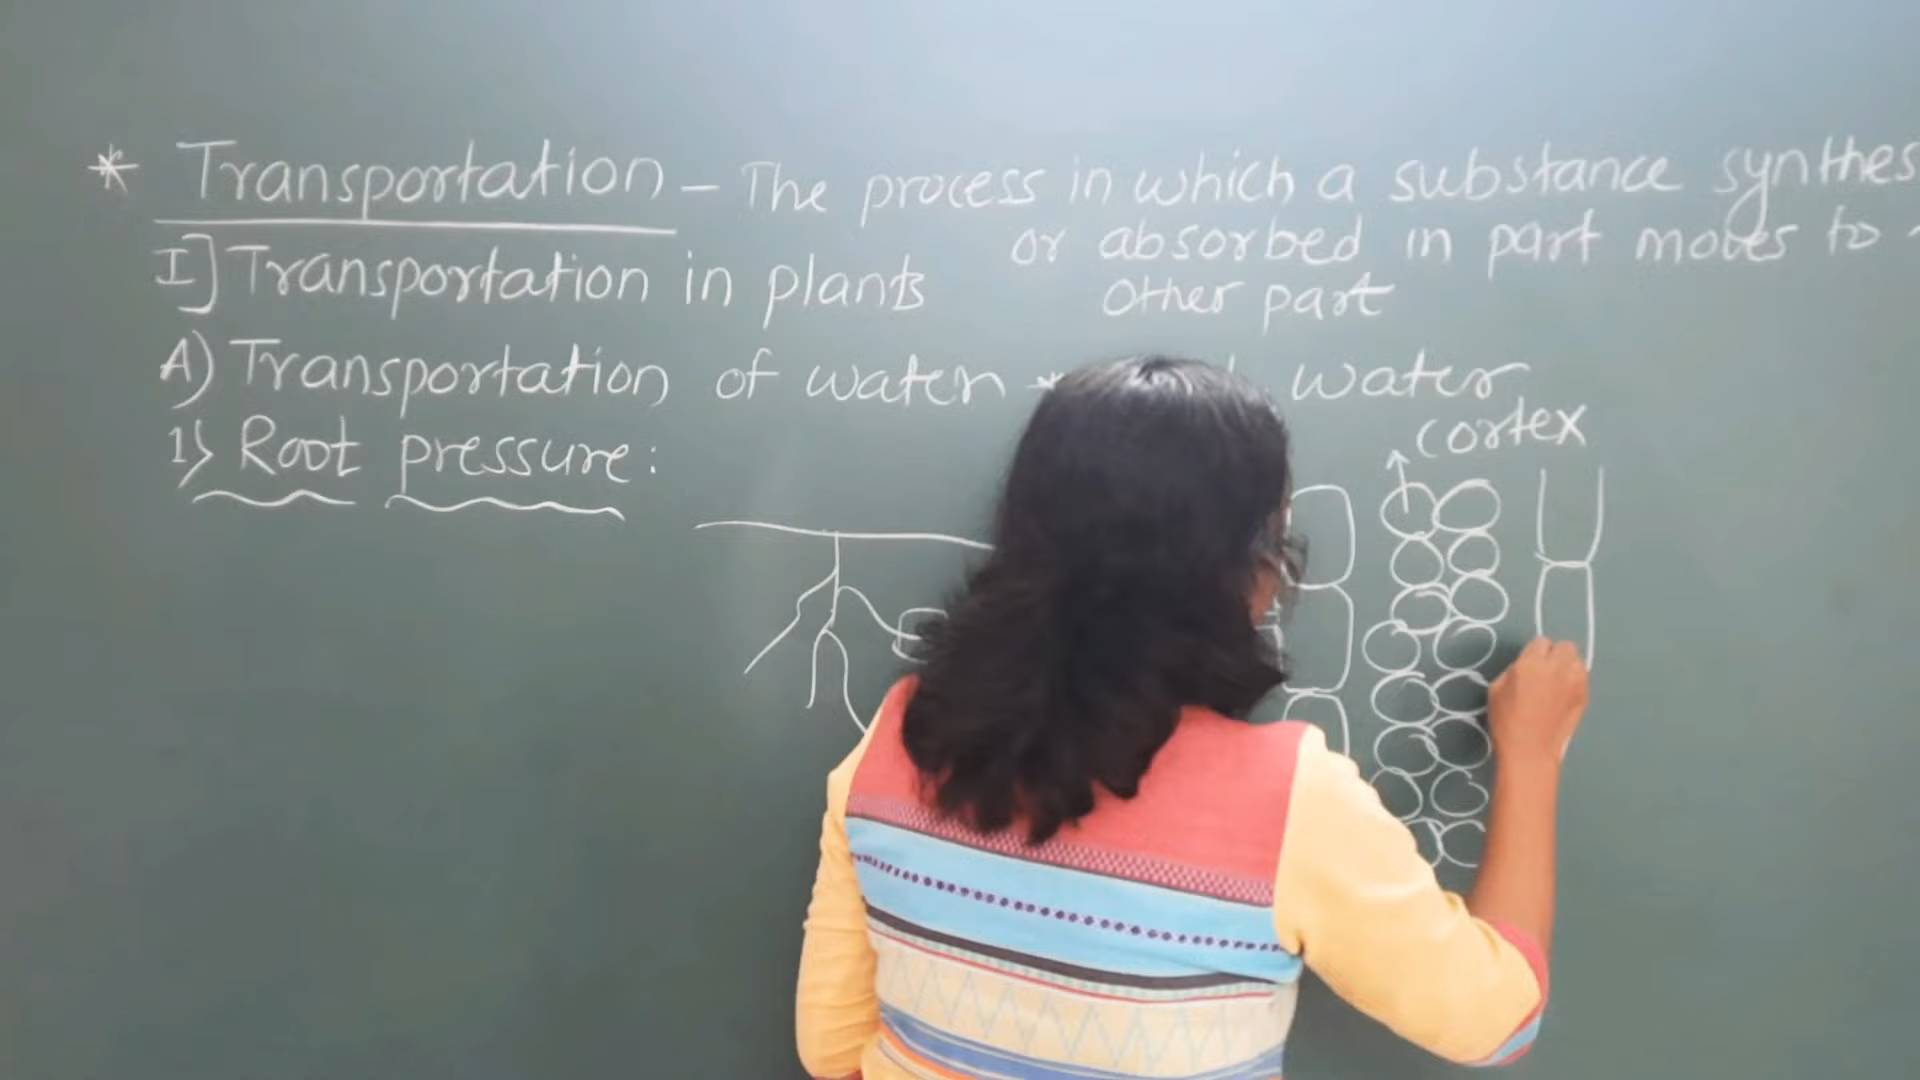 * Transportation – The process in which a substance synthes
or absorbed in part moves to
other part
I] Transportation in plants
A) Transportation of water * water
1) Root pressure:
cortex